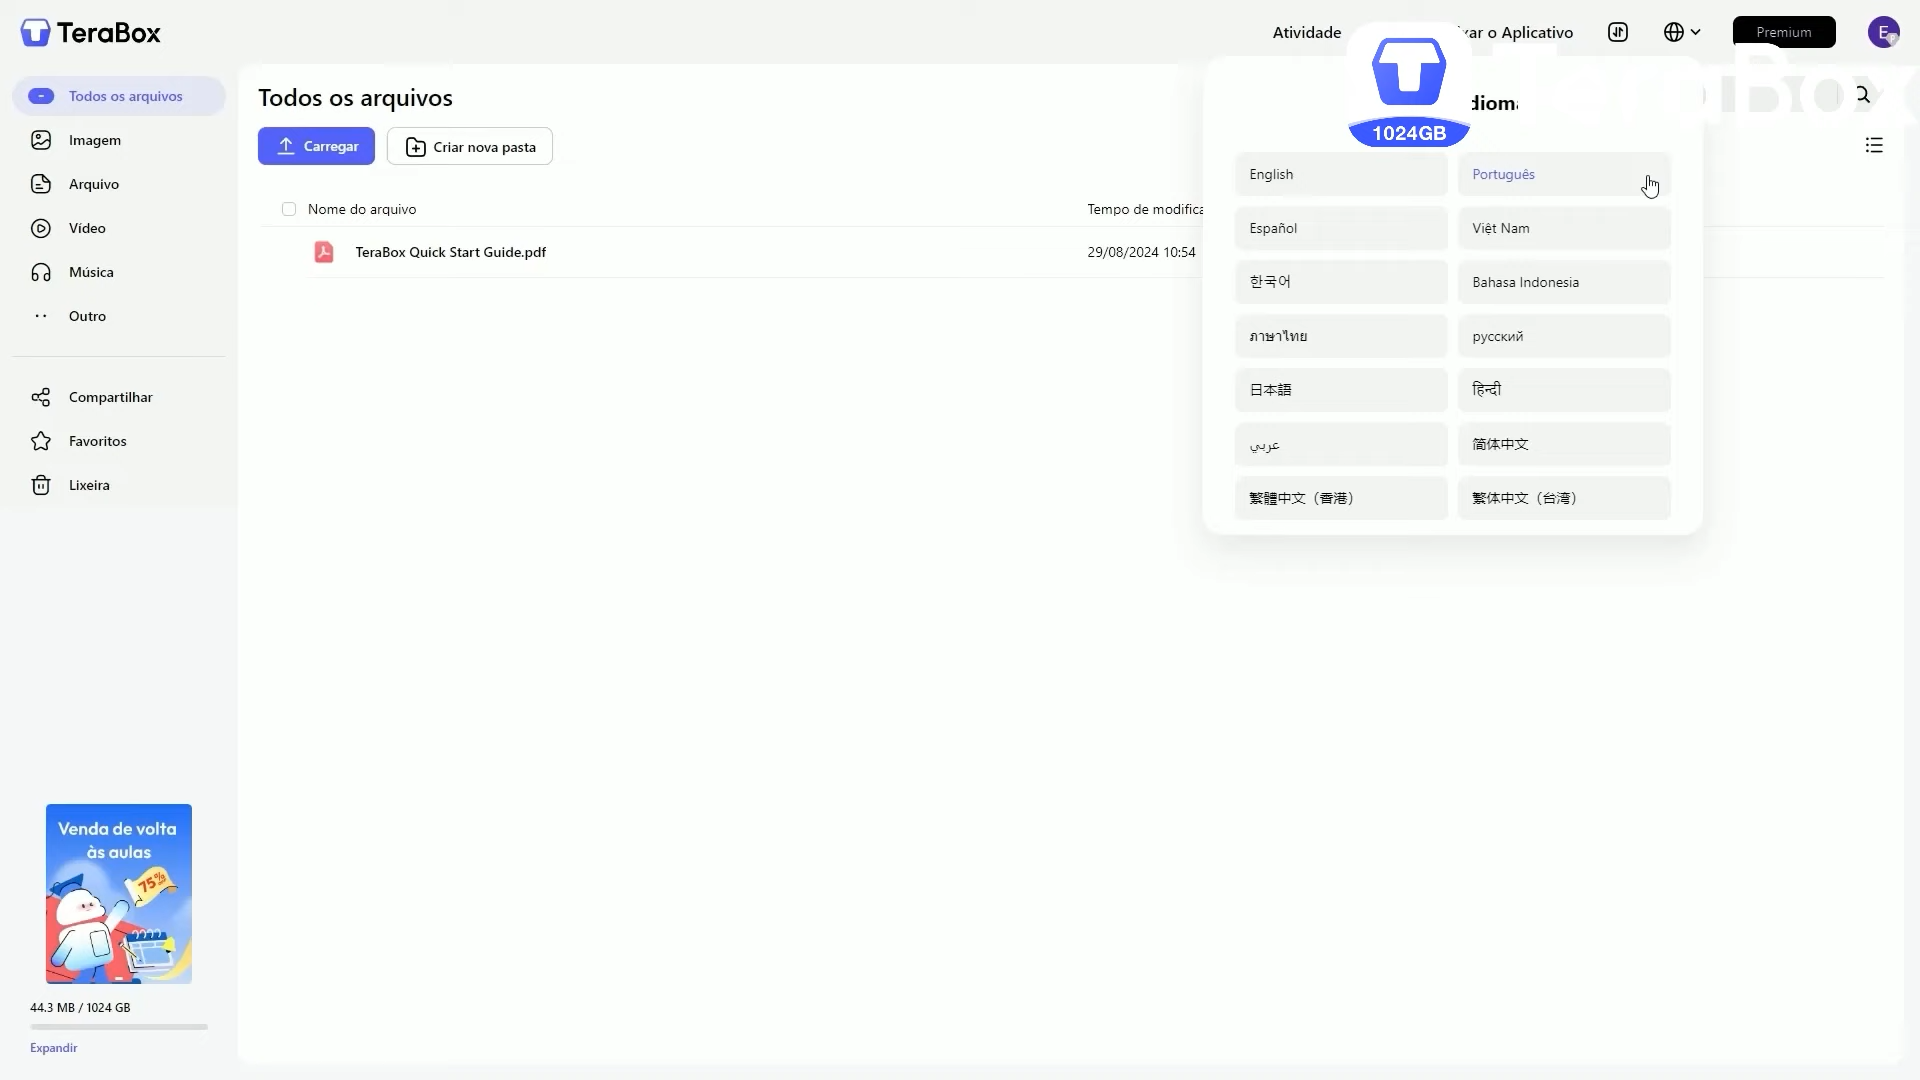 TeraBox
Atividade
ar o Aplicativo
Premium
E
Todos os arquivos
Imagem
Arquivo
Vídeo
Música
Outro
Compartilhar
Favoritos
Lixeira
Venda de volta
às aulas
75%
44.3 MB / 1024 GB
Expandir
Todos os arquivos
Carregar
Criar nova pasta
Nome do arquivo
Tempo de modifica
TeraBox Quick Start Guide.pdf
29/08/2024 10:54
1024GB
dioma
TeraBox
English
Português
Español
Việt Nam
한국어
Bahasa Indonesia
ภาษาไทย
русский
日本語
हिन्दी
عربي
简体中文
繁體中文（香港）
繁体中文（台湾）